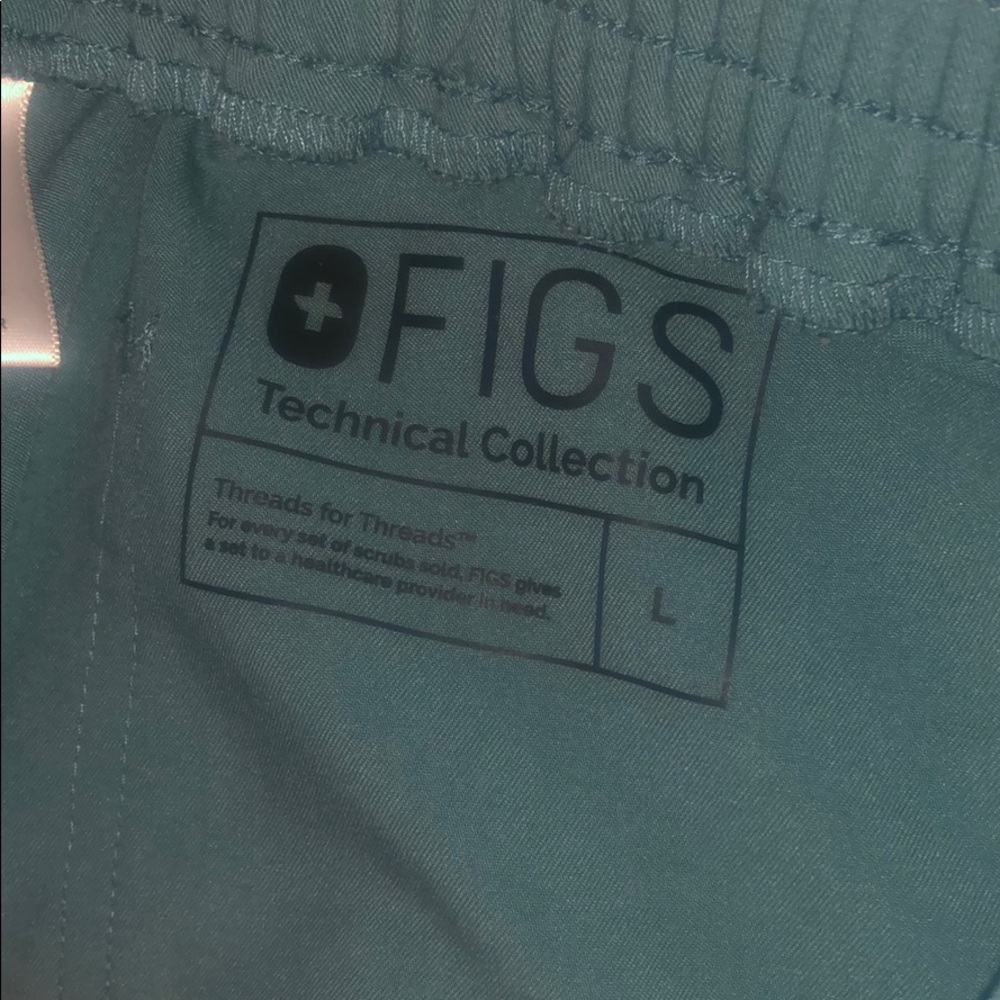 FIGS
Technical Collection
Threads for Threads™
For every set of scrubs sold, FIGS gives
a set to a healthcare provider in need.
L